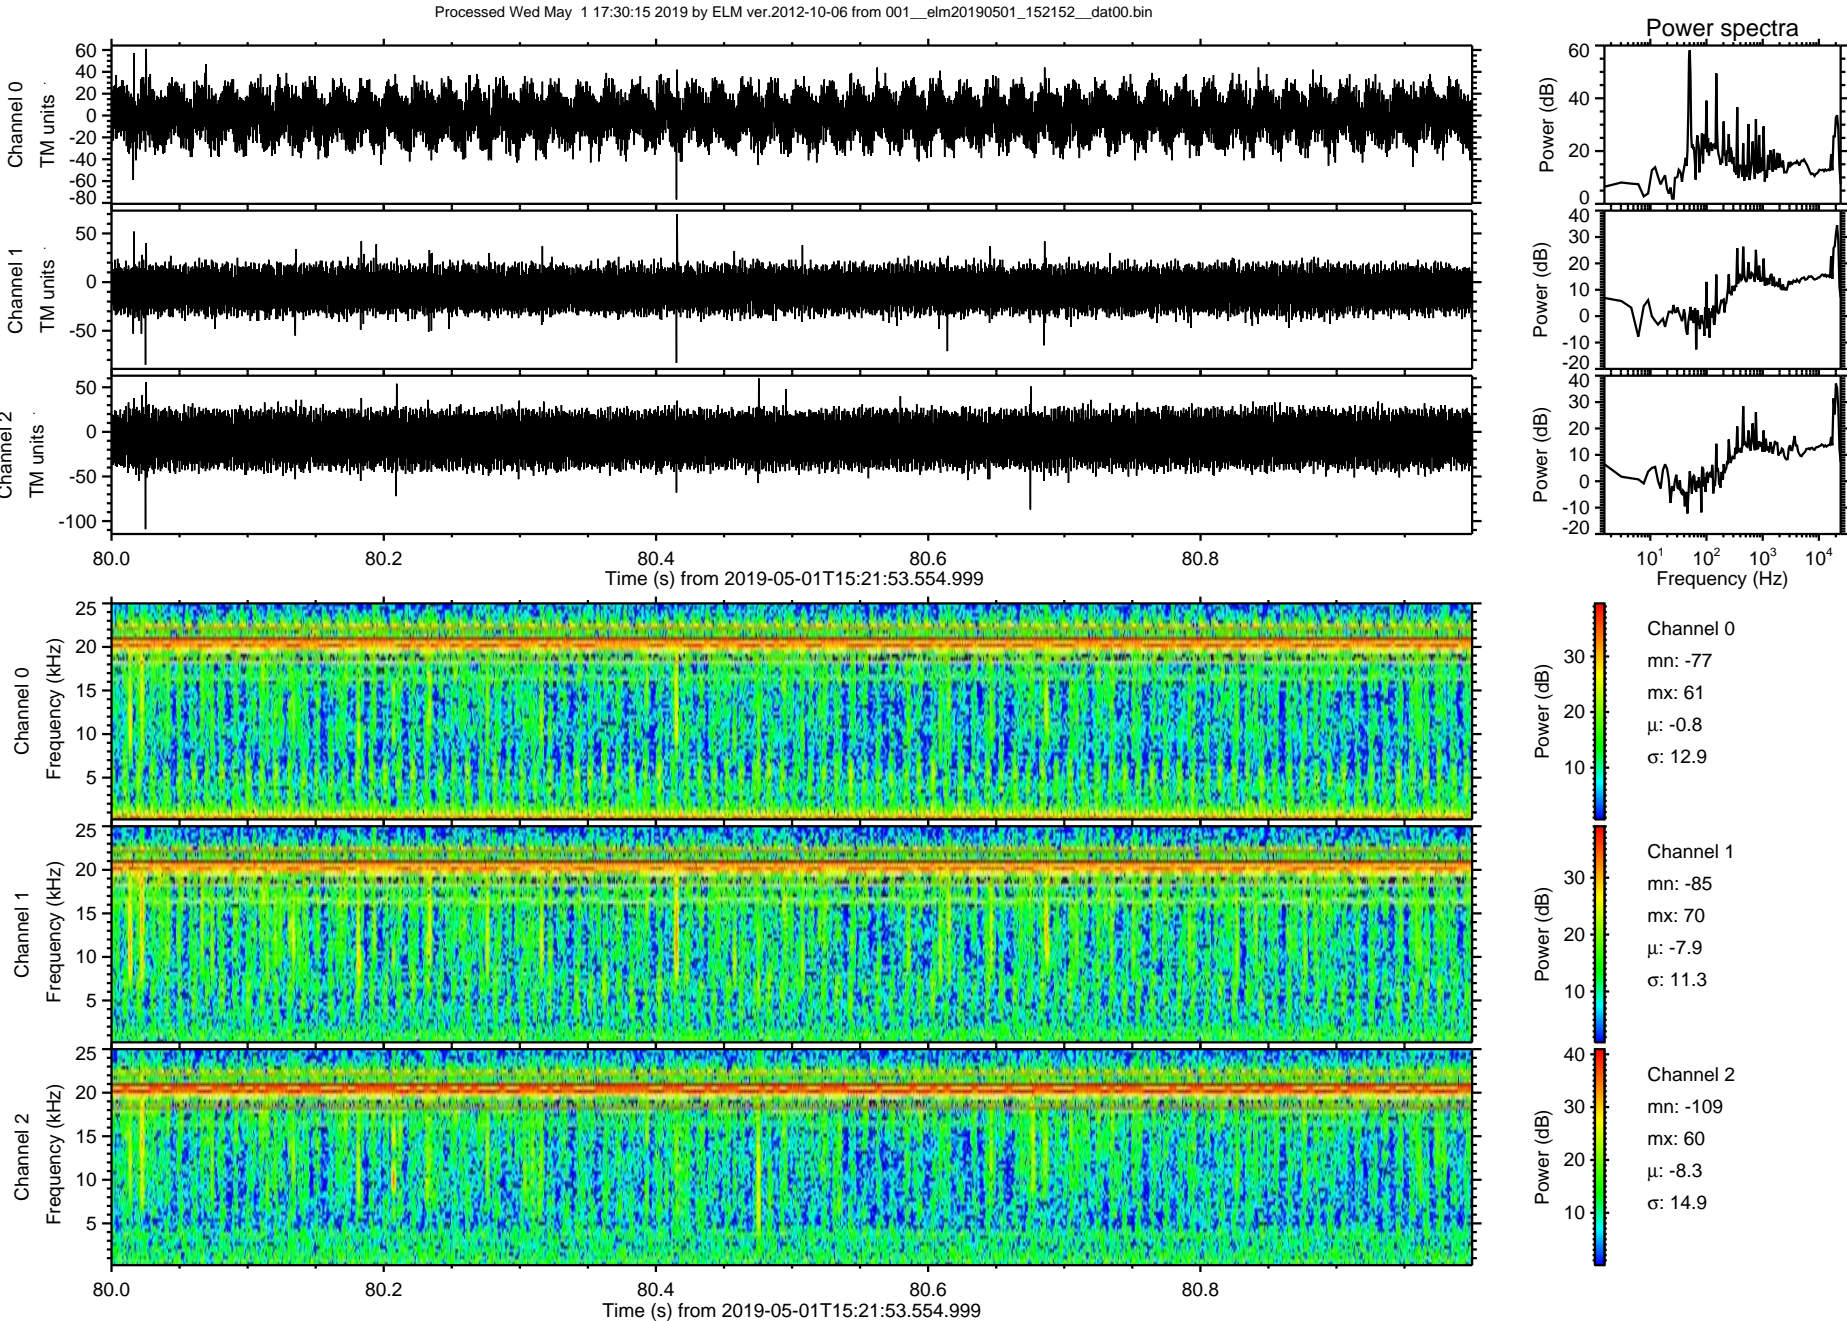 Processed Wed May  1 17:30:15 2019 by ELM ver.2012-10-06 from 001__elm20190501_152152__dat00.bin
Power spectra
Channel 0
TM units
60
40
20
0
-20
-40
-60
-80
Power (dB)
60
40
20
0
Channel 1
TM units
50
0
-50
Power (dB)
40
30
20
10
0
-10
-20
Channel 2
TM units
50
0
-50
-100
Power (dB)
40
30
20
10
0
-10
-20
80.0 80.2 80.4 80.6 80.8
Time (s) from 2019-05-01T15:21:53.554.999
10¹ 10² 10³ 10⁴
Frequency (Hz)
Channel 0
Frequency (kHz)
25
20
15
10
5
Power (dB)
30
20
10
Channel 0
mn: -77
mx: 61
μ: -0.8
σ: 12.9
Channel 1
Frequency (kHz)
25
20
15
10
5
Power (dB)
30
20
10
Channel 1
mn: -85
mx: 70
μ: -7.9
σ: 11.3
Channel 2
Frequency (kHz)
25
20
15
10
5
Power (dB)
40
30
20
10
Channel 2
mn: -109
mx: 60
μ: -8.3
σ: 14.9
80.0 80.2 80.4 80.6 80.8
Time (s) from 2019-05-01T15:21:53.554.999